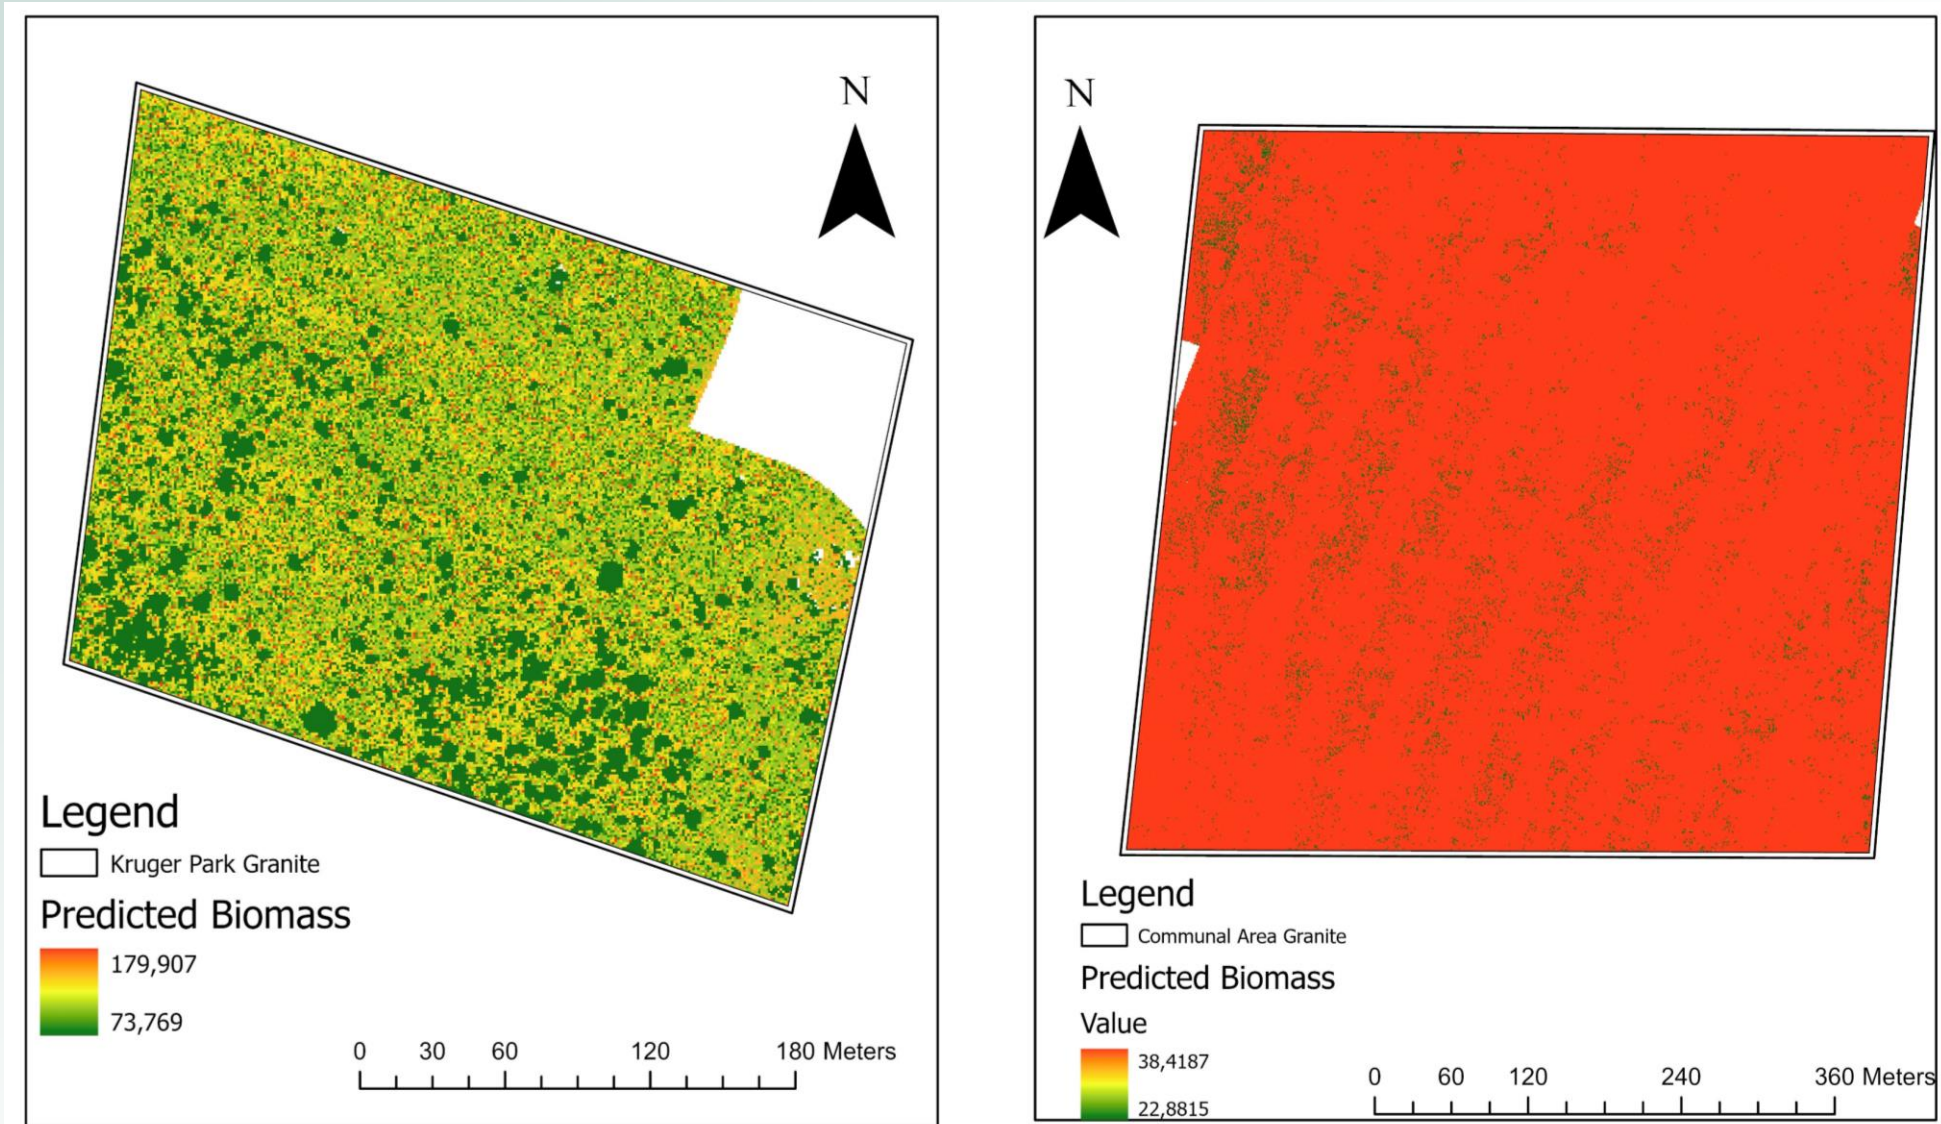 N
Legend
Kruger Park Granite
Predicted Biomass
179,907
73,769
0 30 60 120 180 Meters
N
Legend
Communal Area Granite
Predicted Biomass
Value
38,4187
22,8815
0 60 120 240 360 Meters